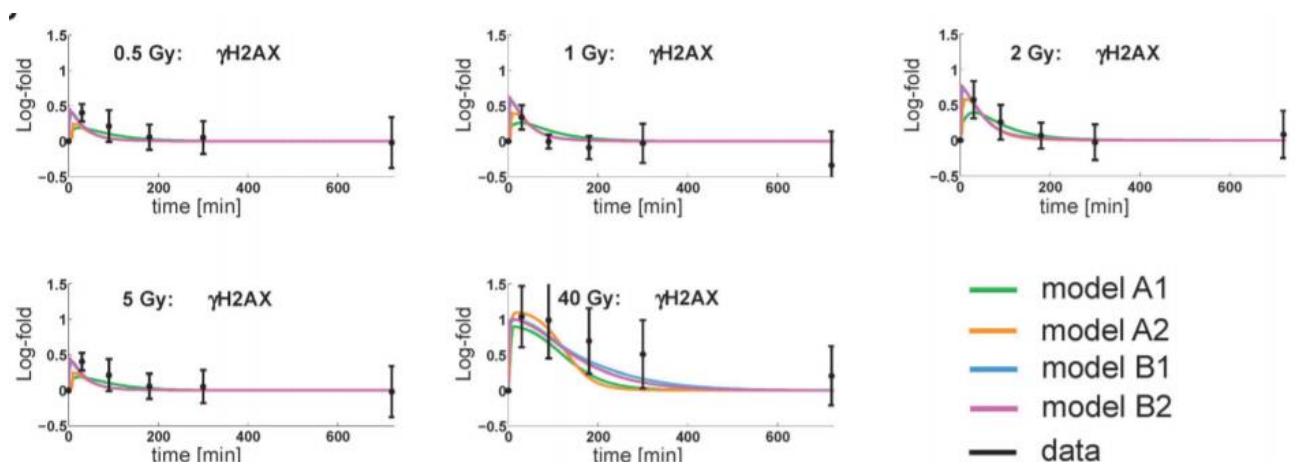 0.5 Gy: γH2AX
Log-fold
1.5
1
0.5
0
−0.5
0 200 400 600
time [min]
1 Gy: γH2AX
Log-fold
1.5
1
0.5
0
−0.5
0 200 400 600
time [min]
2 Gy: γH2AX
Log-fold
1.5
1
0.5
0
−0.5
0 200 400 600
time [min]
5 Gy: γH2AX
Log-fold
1.5
1
0.5
0
−0.5
0 200 400 600
time [min]
40 Gy: γH2AX
Log-fold
1.5
1
0.5
0
−0.5
0 200 400 600
time [min]
model A1
model A2
model B1
model B2
data